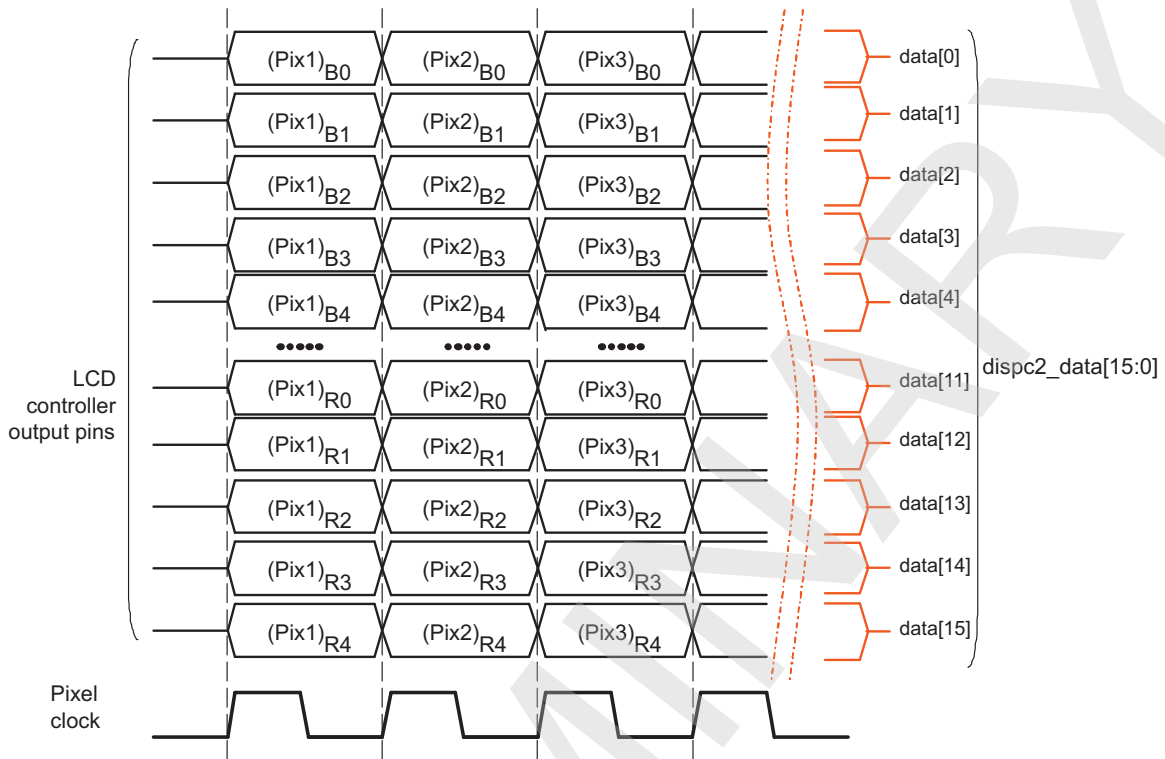 (Pix1)B0 (Pix2)B0 (Pix3)B0 data[0]
(Pix1)B1 (Pix2)B1 (Pix3)B1 data[1]
(Pix1)B2 (Pix2)B2 (Pix3)B2 data[2]
(Pix1)B3 (Pix2)B3 (Pix3)B3 data[3]
(Pix1)B4 (Pix2)B4 (Pix3)B4 data[4]
LCD
controller
output pins
dispc2_data[15:0]
(Pix1)R0 (Pix2)R0 (Pix3)R0 data[11]
(Pix1)R1 (Pix2)R1 (Pix3)R1 data[12]
(Pix1)R2 (Pix2)R2 (Pix3)R2 data[13]
(Pix1)R3 (Pix2)R3 (Pix3)R3 data[14]
(Pix1)R4 (Pix2)R4 (Pix3)R4 data[15]
Pixel
clock
MINARY